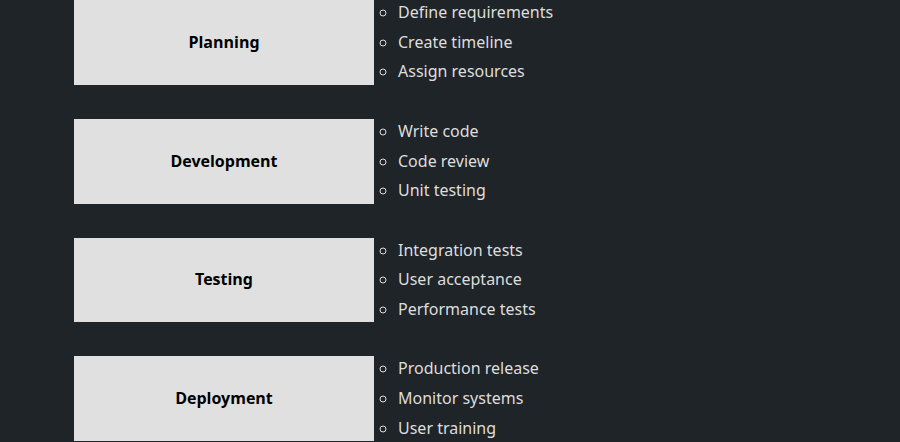 Planning
Define requirements
Create timeline
Assign resources
Development
Write code
Code review
Unit testing
Testing
Integration tests
User acceptance
Performance tests
Deployment
Production release
Monitor systems
User training